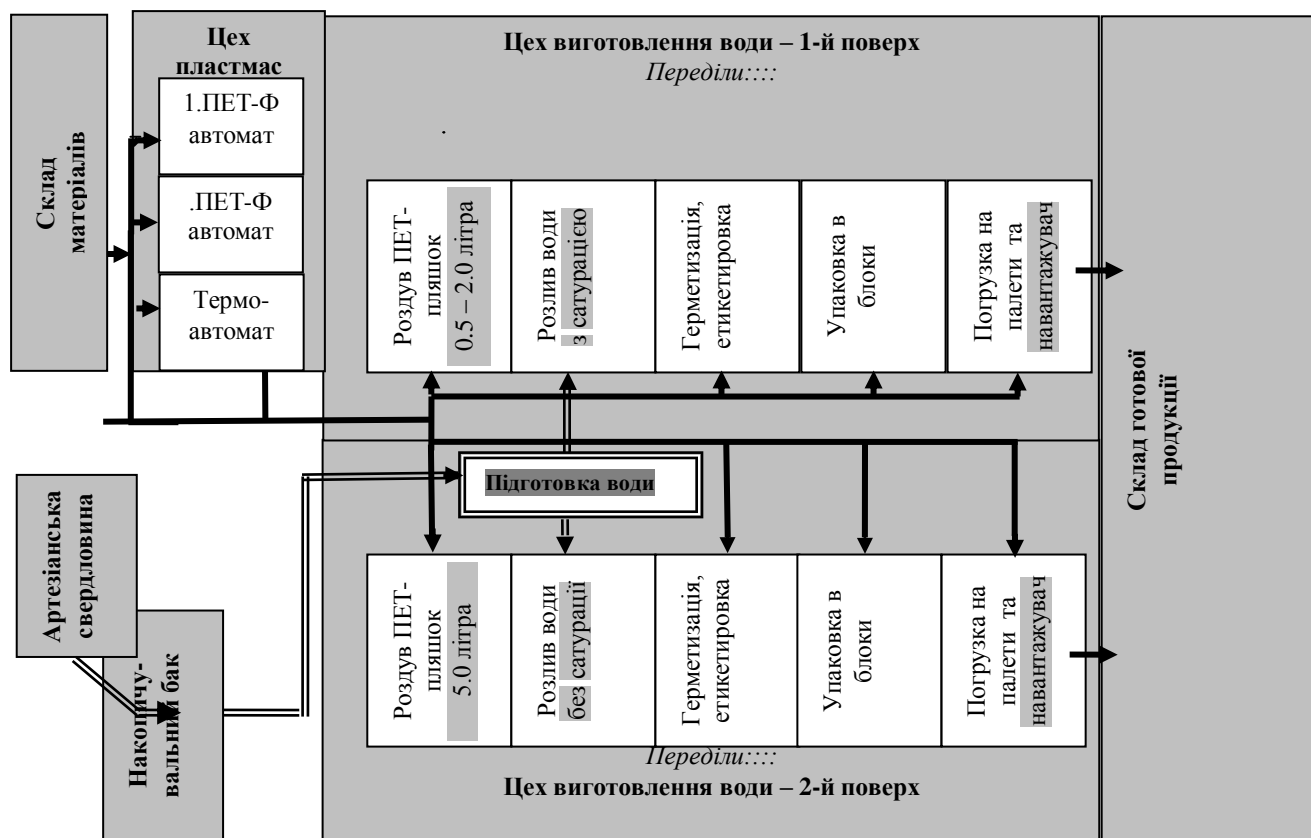 Склад
матеріалів
Цех
пластмас
1.ПЕТ-Ф
автомат
.ПЕТ-Ф
автомат
Термо-
автомат
Цех виготовлення води – 1-й поверх
Переділи::::
.
Роздув ПЕТ-
пляшок
0.5 – 2.0 літра
Розлив води
з сатурацією
Герметизація,
етикетировка
Упаковка в
блоки
Погрузка на
палети та
навантажувач
Склад готової
продукції
Підготовка води
Артезіанська
свердловина
Накопичу-
вальний бак
Роздув ПЕТ-
пляшок
5.0 літра
Розлив води
без сатурації
Герметизація,
етикетировка
Упаковка в
блоки
Погрузка на
палети та
навантажувач
Переділи::::
Цех виготовлення води – 2-й поверх